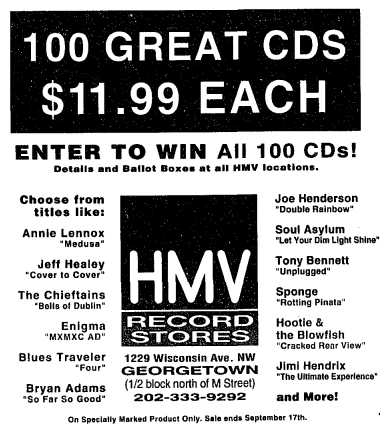 100 GREAT CDS
$11.99 EACH
ENTER TO WIN All 100 CDs!
Details and Ballot Boxes at all HMV locations.
Choose from
titles like:
Annie Lennox
"Medusa"
Jeff Healey
"Cover to Cover"
The Chieftains
"Bells of Dublin"
Enigma
"MXMXC AD"
Blues Traveler
"Four"
Bryan Adams
"So Far So Good"
HMV
RECORD
STORES
1229 Wisconsin Ave. NW
GEORGETOWN
(1/2 block north of M Street)
202-333-9292
Joe Henderson
"Double Rainbow"
Soul Asylum
"Let Your Dim Light Shine"
Tony Bennett
"Unplugged"
Sponge
"Rotting Pinata"
Hootie &
the Blowfish
"Cracked Rear View"
Jimi Hendrix
"The Ultimate Experience"
and More!
On Specially Marked Product Only. Sale ends September 17th.